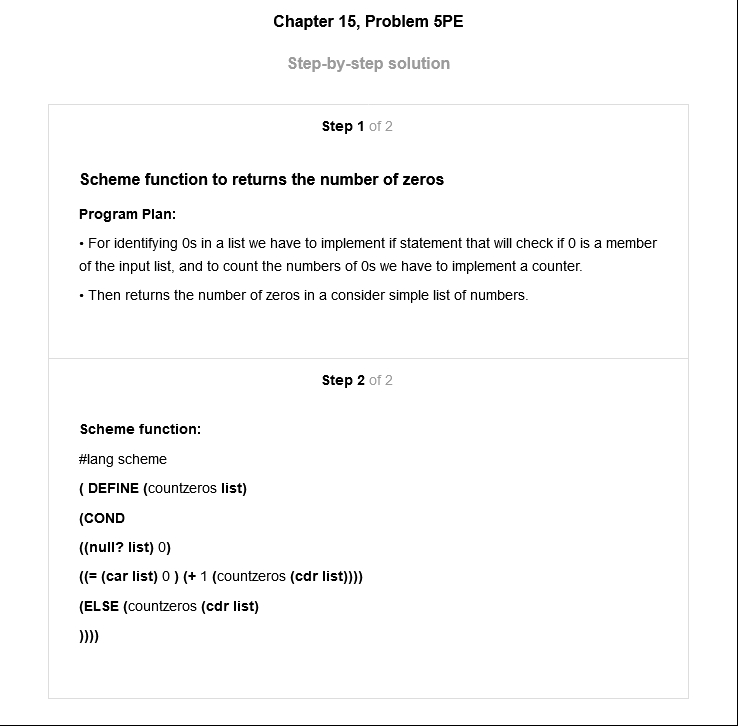 Chapter 15, Problem 5PE
Step-by-step solution
Step 1 of 2
Scheme function to returns the number of zeros
Program Plan:
• For identifying 0s in a list we have to implement if statement that will check if 0 is a member
of the input list, and to count the numbers of 0s we have to implement a counter.
• Then returns the number of zeros in a consider simple list of numbers.
Step 2 of 2
Scheme function:
#lang scheme
( DEFINE (countzeros list)
(COND
((null? list) 0)
((= (car list) 0 ) (+ 1 (countzeros (cdr list))))
(ELSE (countzeros (cdr list)
))))